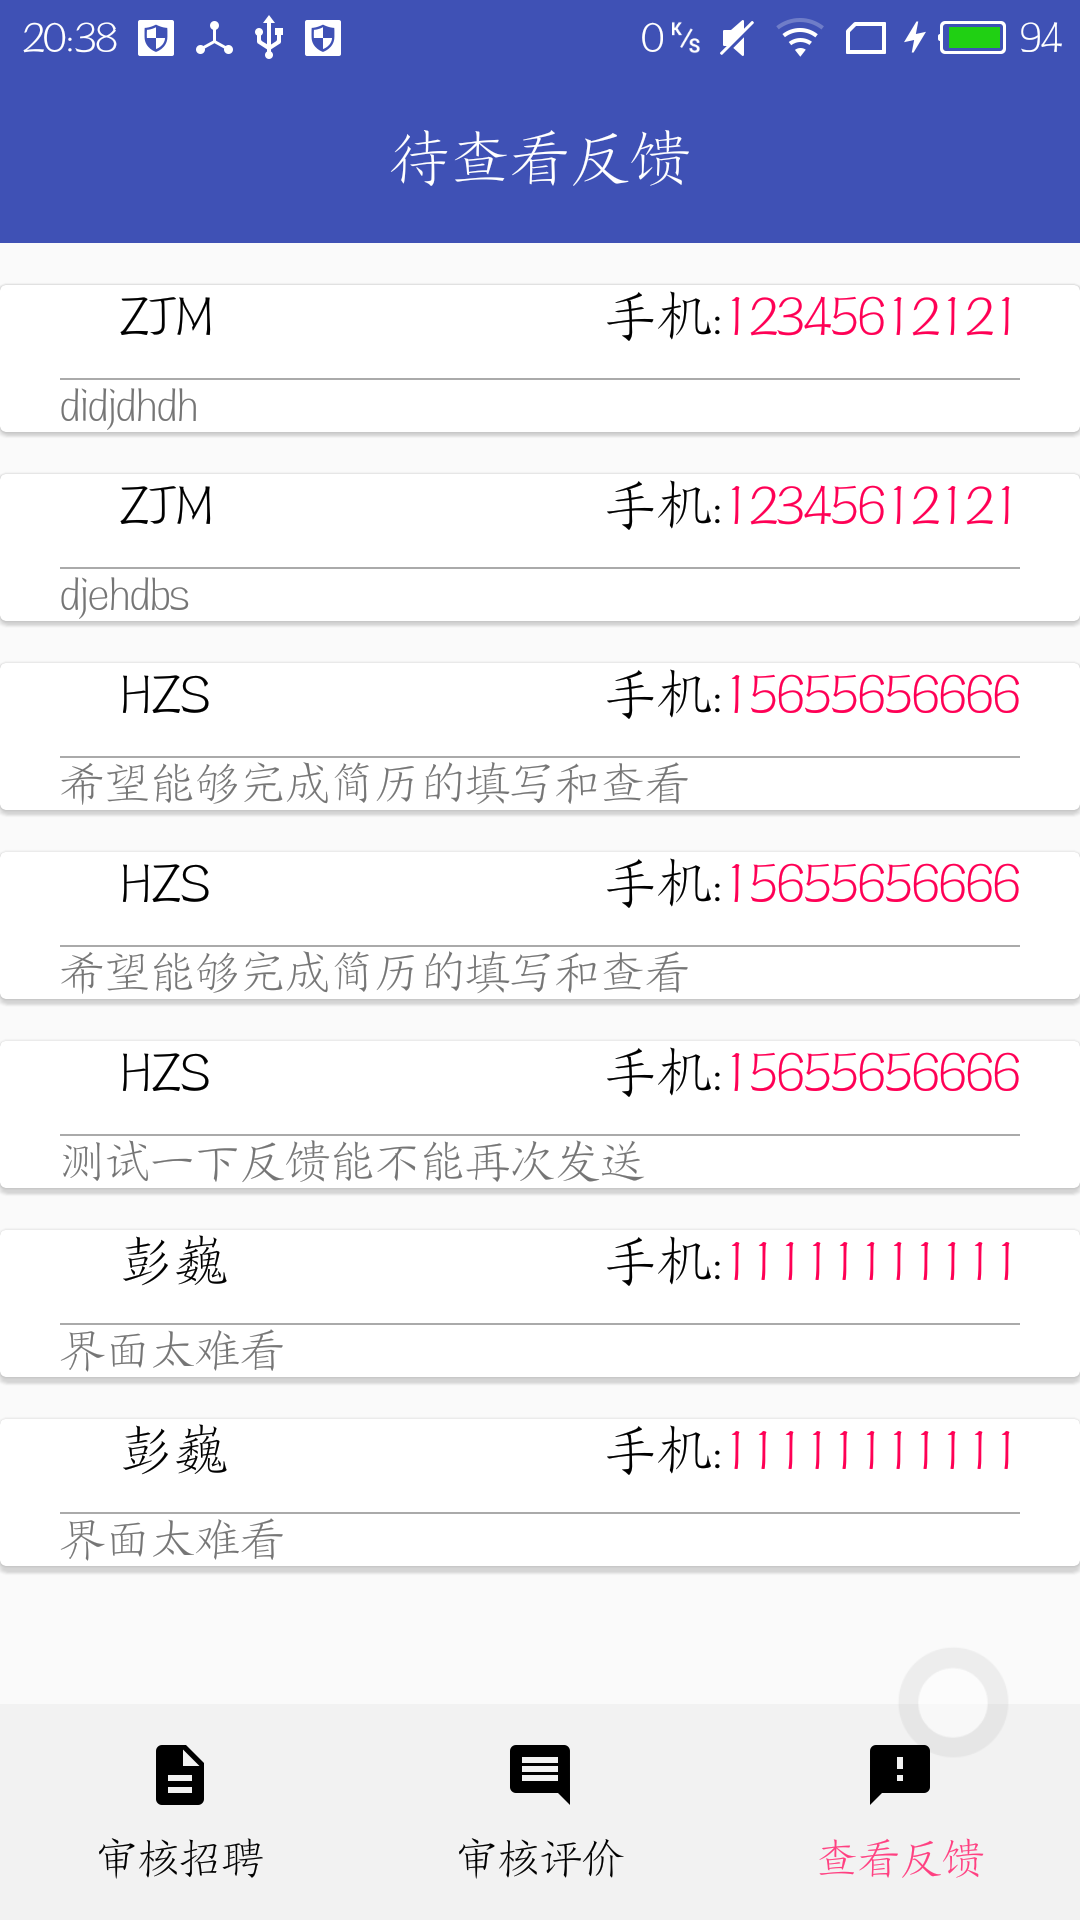 20:38 0 K/s 94
待查看反馈
ZJM 手机:12345612121
didjdhdh
ZJM 手机:12345612121
djehdbs
HZS 手机:15655656666
希望能够完成简历的填写和查看
HZS 手机:15655656666
希望能够完成简历的填写和查看
HZS 手机:15655656666
测试一下反馈能不能再次发送
彭巍 手机:11111111111
界面太难看
彭巍 手机:11111111111
界面太难看
审核招聘 审核评价 查看反馈